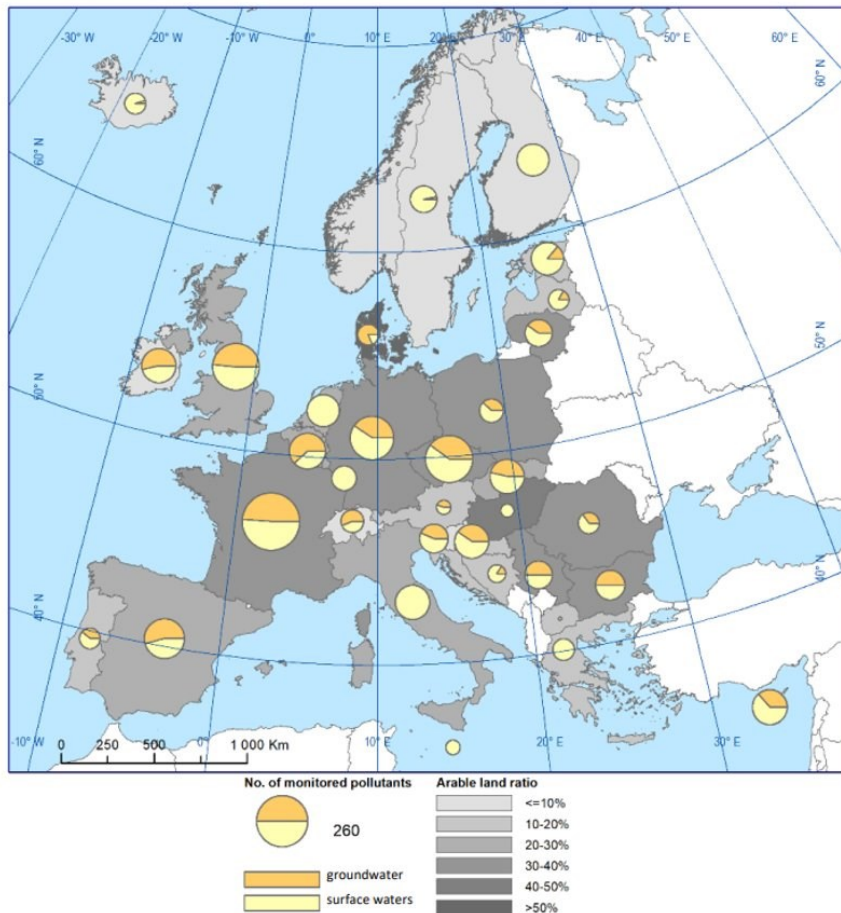 -30° W
-20° W
-10° W
0°
10° E
20° E
30° E
40° E
50° E
60° E
60° N
60° N
50° N
50° N
40° N
40° N
-10° W
0°
10° E
20° E
30° E
0 250 500 1 000 Km
No. of monitored pollutants
260
groundwater
surface waters
Arable land ratio
<=10%
10-20%
20-30%
30-40%
40-50%
>50%